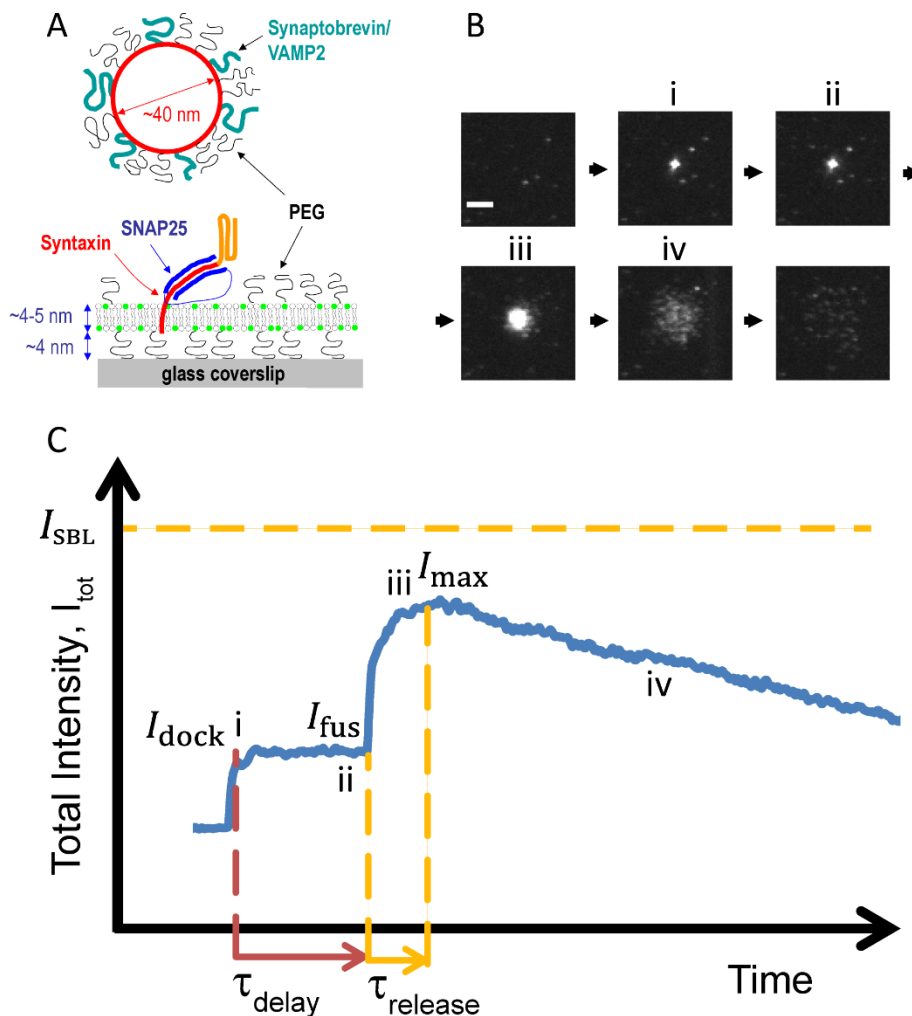 A
Synaptobrevin/
VAMP2
~40 nm
PEG
SNAP25
Syntaxin
~4-5 nm
~4 nm
glass coverslip
B
i
ii
iii
iv
C
I_SBL
Total Intensity, I_tot
I_dock
i
I_fus
ii
iii
I_max
iv
τ_delay
τ_release
Time